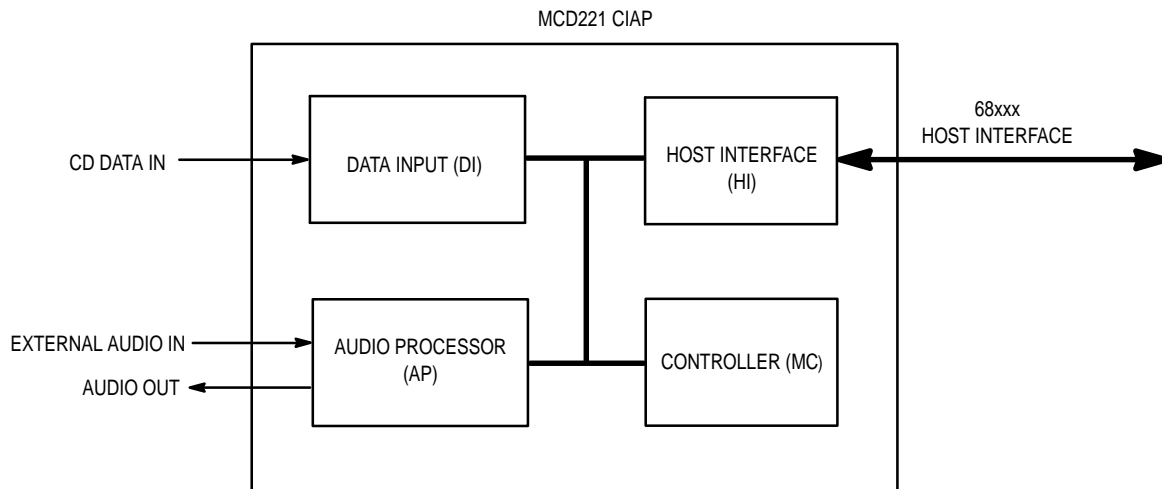 MCD221 CIAP
CD DATA IN
DATA INPUT (DI)
HOST INTERFACE
(HI)
68xxx
HOST INTERFACE
EXTERNAL AUDIO IN
AUDIO OUT
AUDIO PROCESSOR
(AP)
CONTROLLER (MC)